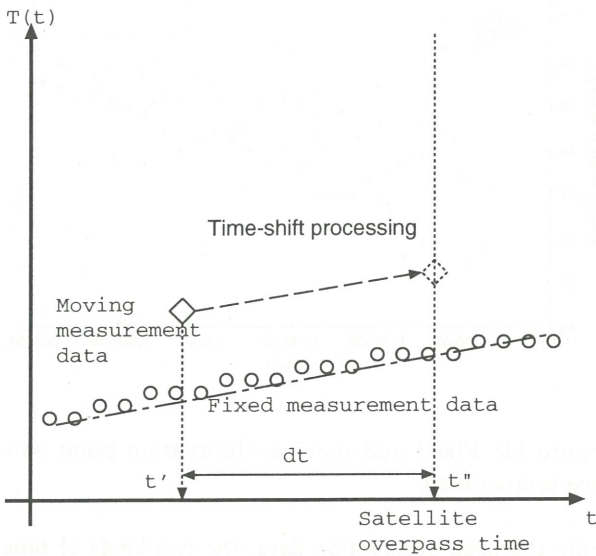 T(t)
Time-shift processing
Moving
measurement
data
Fixed measurement data
dt
t'
t"
Satellite
overpass time
t